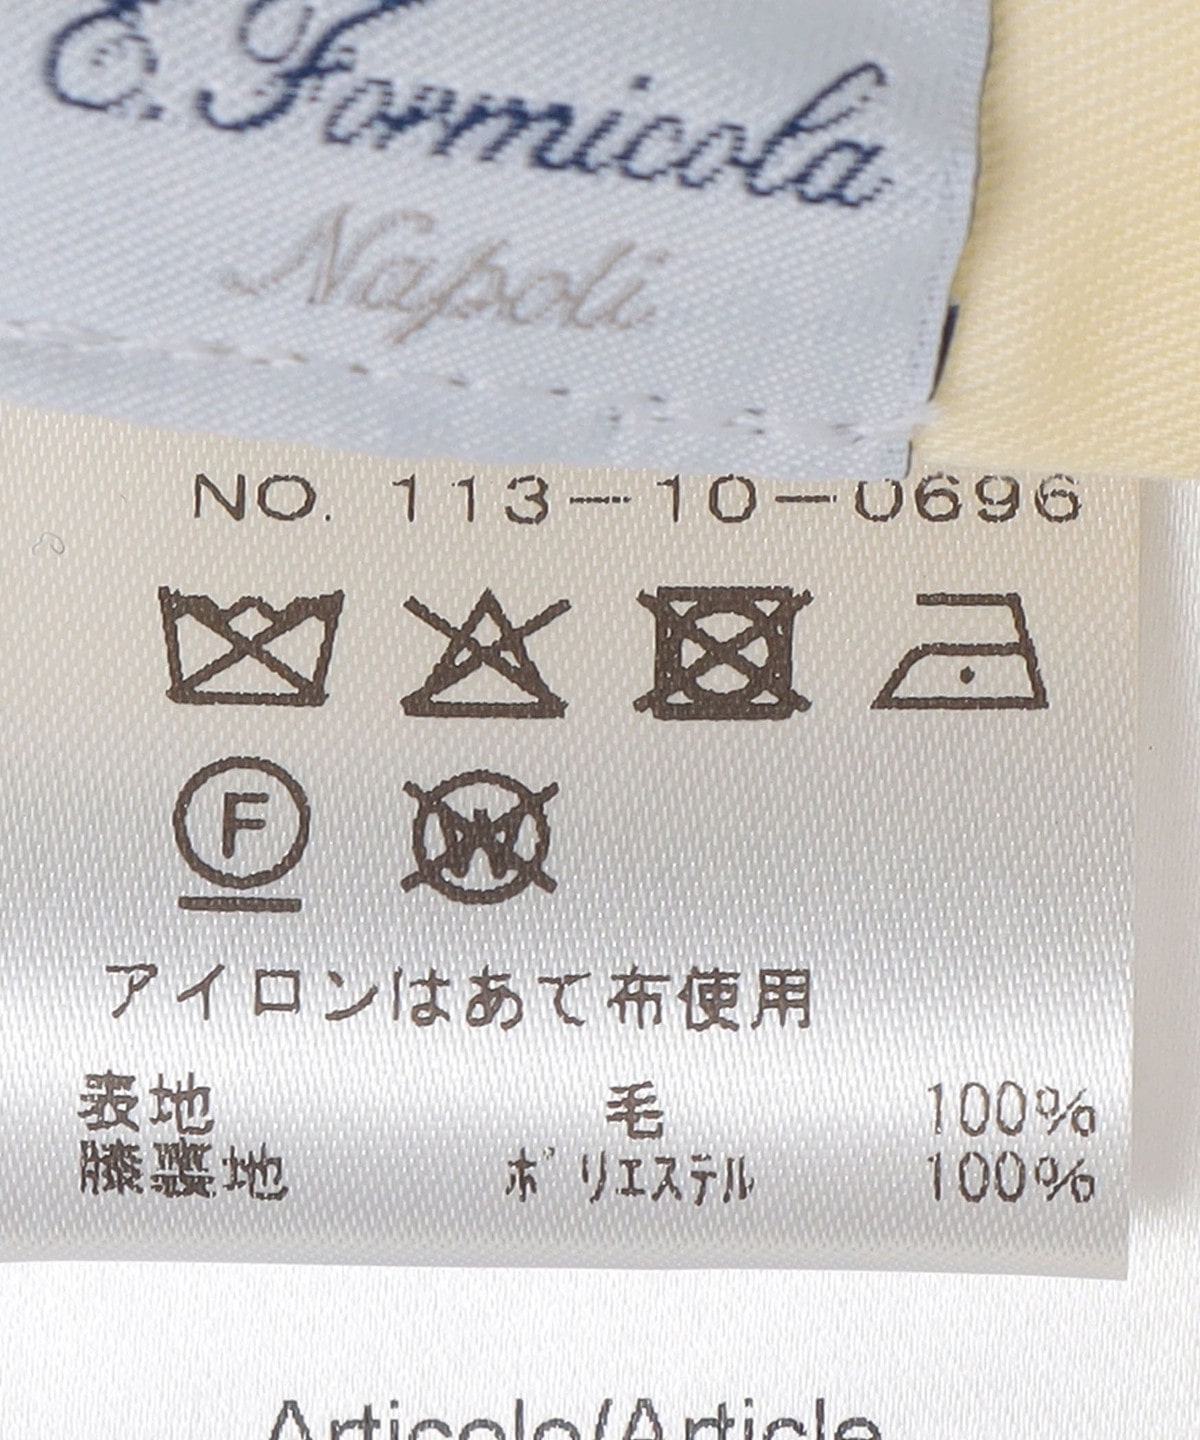 E. Formicola
Napoli
NO. 113-10-0696
F
W
アイロンはあて布使用
表地 毛 100%
膝裏地 ポリエステル 100%
Articolo/Article